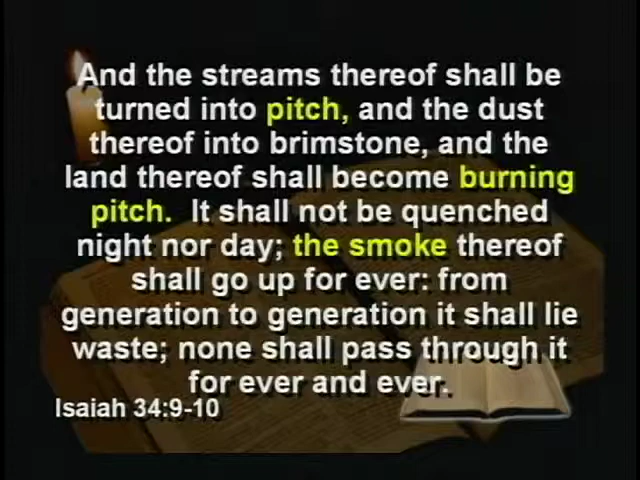 And the streams thereof shall be
turned into pitch, and the dust
thereof into brimstone, and the
land thereof shall become burning
pitch. It shall not be quenched
night nor day; the smoke thereof
shall go up for ever: from
generation to generation it shall lie
waste; none shall pass through it
for ever and ever.
Isaiah 34:9-10